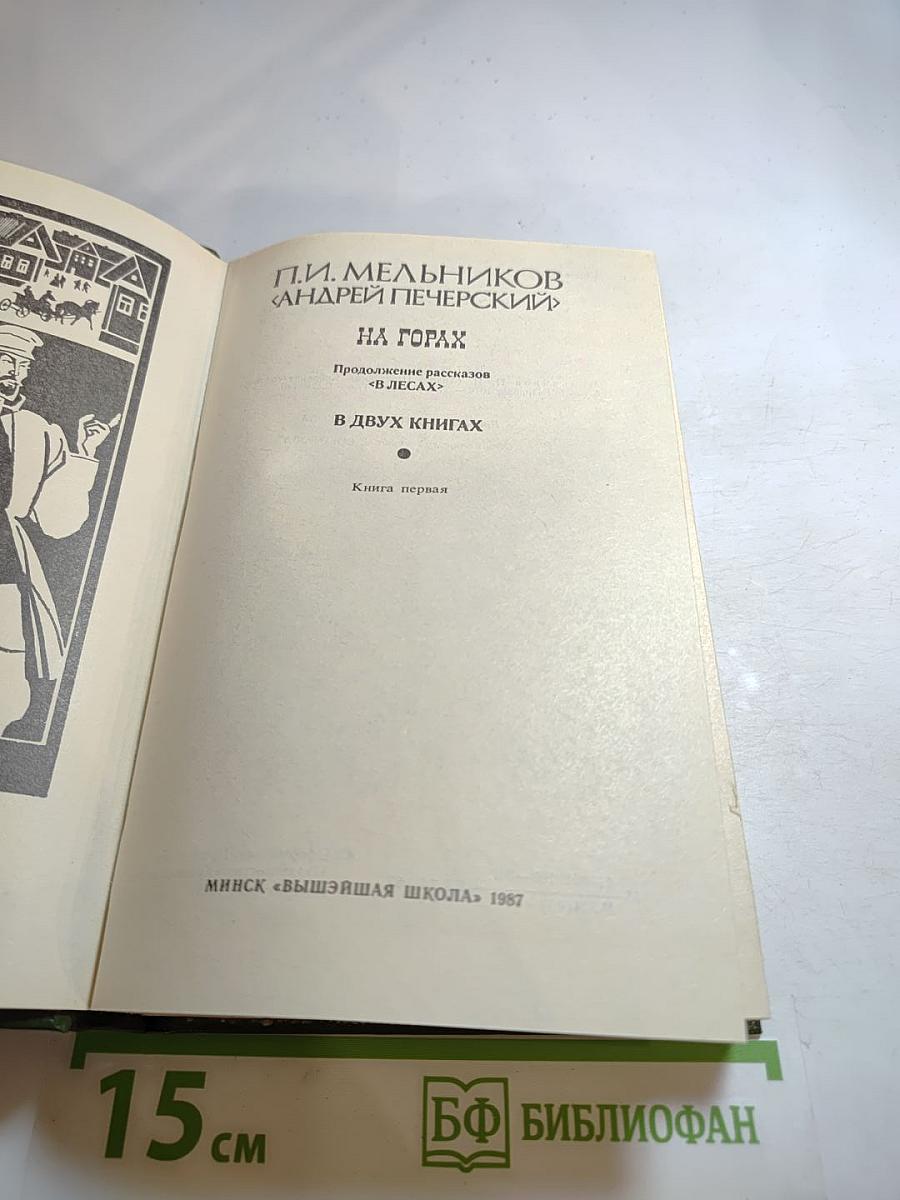 П.И. МЕЛЬНИКОВ
‹АНДРЕЙ ПЕЧЕРСКИЙ›
НА ГОРАХ
Продолжение рассказов
‹В ЛЕСАХ›
В ДВУХ КНИГАХ
Книга первая
МИНСК «ВЫШЭЙШАЯ ШКОЛА» 1987
15 см
БФ БИБЛИОФАН